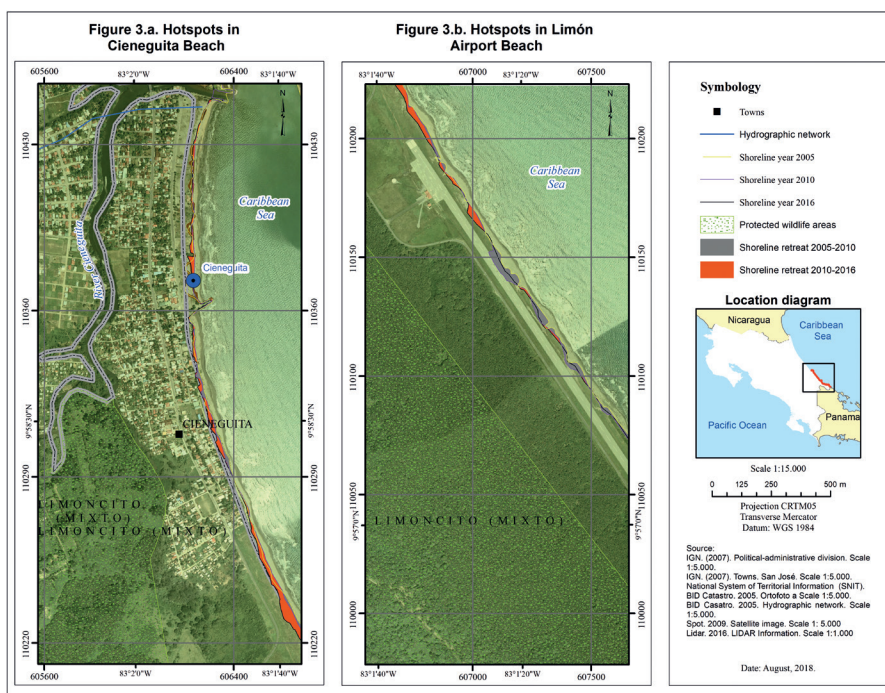 Figure 3.a. Hotspots in
Cieneguita Beach
605600
606400
83°2'0"W
83°1'40"W
N
110430
110430
Caribbean
Sea
River Cieneguita
Cieneguita
110360
110360
9°58'30"N
9°58'30"N
CIENEGUITA
110290
110290
LIMONCITO
(MIXTO)
LIMONCITO (MIXTO)
110220
110220
605600
606400
83°2'0"W
83°1'40"W
Figure 3.b. Hotspots in Limón
Airport Beach
83°1'40"W
607000
83°1'20"W
607500
N
110200
110200
Caribbean
Sea
110150
110150
110100
110100
110050
110050
LIMONCITO (MIXTO)
9°57'0"N
9°57'0"N
110000
110000
83°1'40"W
607000
83°1'20"W
607500
Symbology
Towns
Hydrographic network
Shoreline year 2005
Shoreline year 2010
Shoreline year 2016
Protected wildlife areas
Shoreline retreat 2005-2010
Shoreline retreat 2010-2016
Location diagram
Nicaragua
Caribbean
Sea
Pacific Ocean
Panama
Scale 1:15.000
0 125 250 500 m
Projection CRTM05
Transverse Mercator
Datum: WGS 1984
Source:
IGN. (2007). Political-administrative division. Scale
1:5.000.
IGN. (2007). Towns. San José. Scale 1:5.000.
National System of Territorial Information (SNIT).
BID Catastro. 2005. Ortofoto a Scale 1:5.000.
BID Casatro. 2005. Hydrographic network. Scale
1:5.000.
Spot. 2009. Satellite image. Scale 1: 5.000
Lidar. 2016. LIDAR Information. Scale 1:1.000
Date: August, 2018.